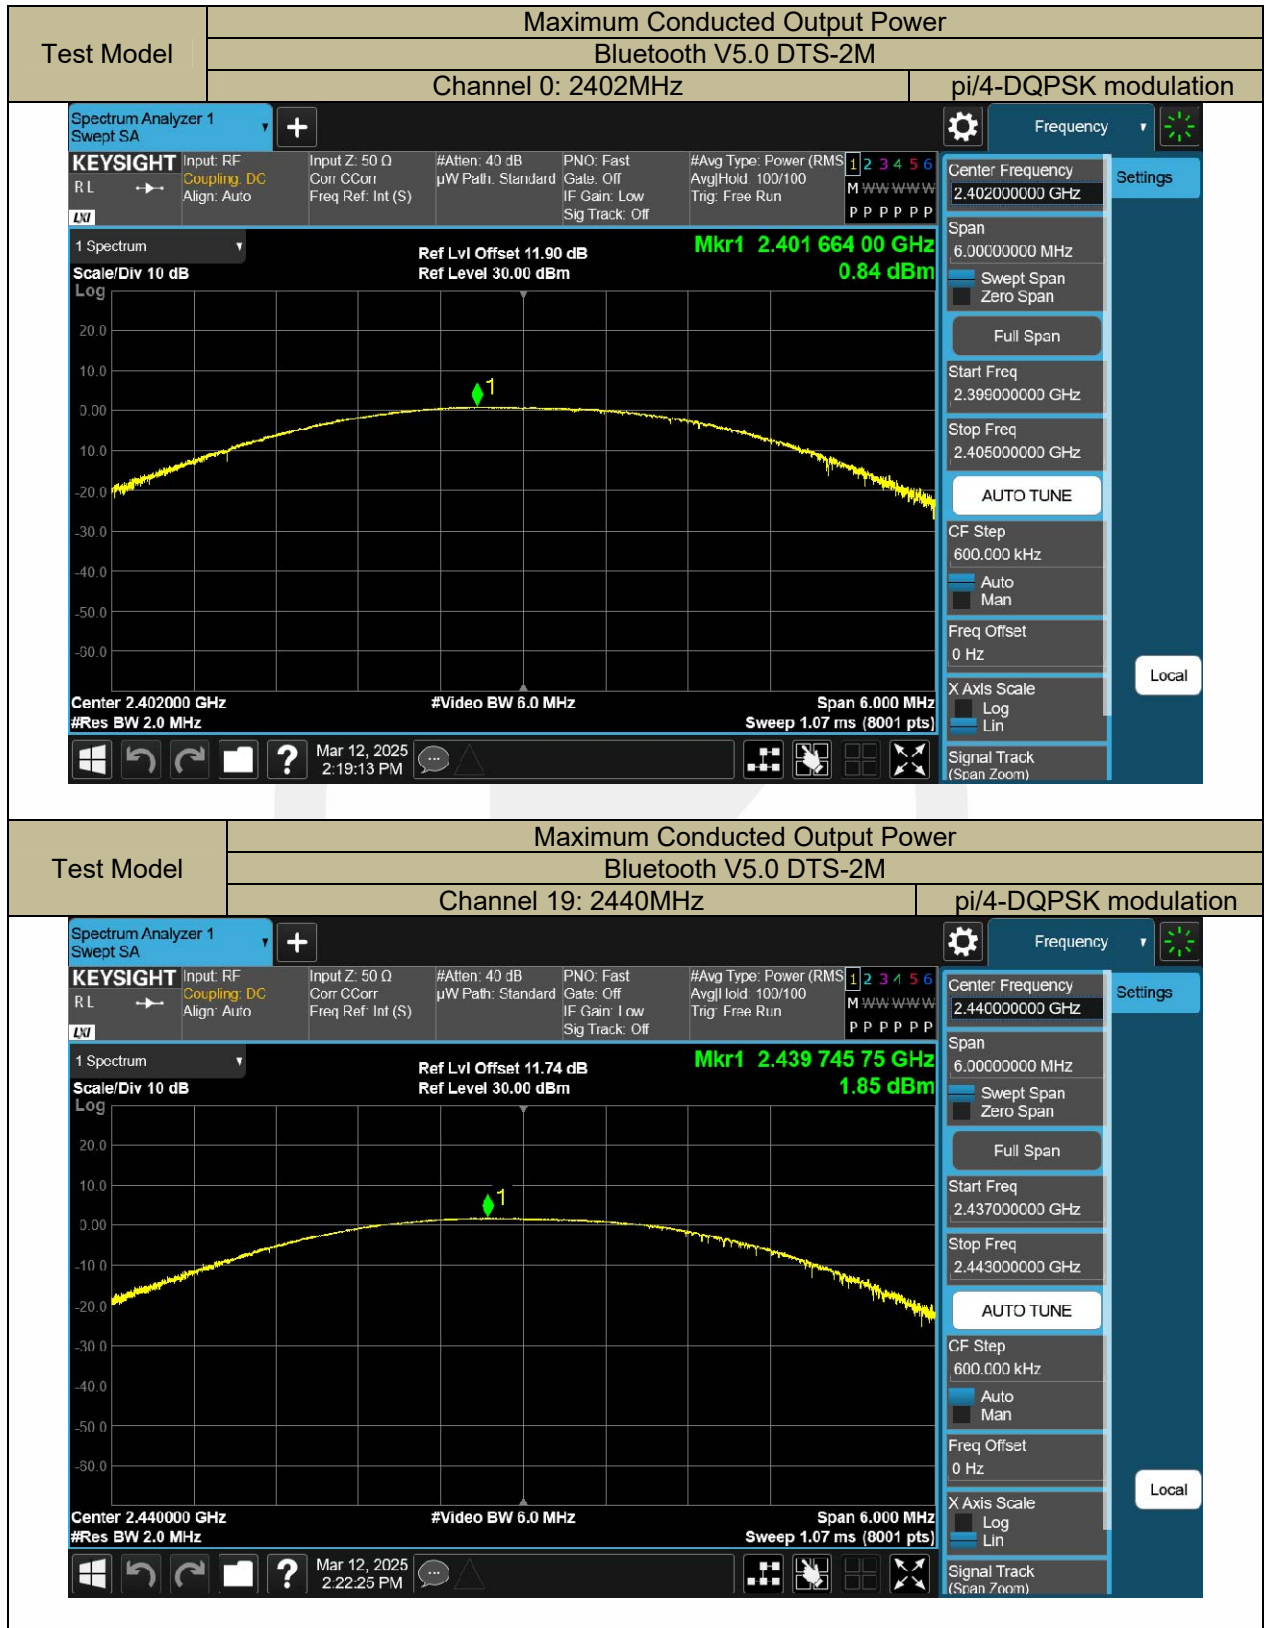 Test Model
Maximum Conducted Output Power
Bluetooth V5.0 DTS-2M
Channel 0: 2402MHz
pi/4-DQPSK modulation
Spectrum Analyzer 1
Swept SA
Frequency
KEYSIGHT
R L
LXI
Input: RF
Coupling: DC
Align: Auto
Input Z: 50 Ω
Corr CCorr
Freq Ref: Int (S)
#Atten: 40 dB
µW Path: Standard
PNO: Fast
Gate: Off
IF Gain: Low
Sig Track: Off
#Avg Type: Power (RMS
Avg|Hold: 100/100
Trig: Free Run
1 2 3 4 5 6
M W W W W W
P P P P P P
1 Spectrum
Scale/Div 10 dB
Log
Ref Lvl Offset 11.90 dB
Ref Level 30.00 dBm
Mkr1 2.401 664 00 GHz
0.84 dBm
20.0
10.0
0.00
10.0
-20.0
-30.0
-40.0
-50.0
-60.0
1
Center 2.402000 GHz
#Res BW 2.0 MHz
#Video BW 6.0 MHz
Span 6.000 MHz
Sweep 1.07 ms (8001 pts)
Mar 12, 2025
2:19:13 PM
Center Frequency
2.402000000 GHz
Settings
Span
6.00000000 MHz
Swept Span
Zero Span
Full Span
Start Freq
2.399000000 GHz
Stop Freq
2.405000000 GHz
AUTO TUNE
CF Step
600.000 kHz
Auto
Man
Freq Offset
0 Hz
X Axis Scale
Log
Lin
Signal Track
(Span Zoom)
Local
Test Model
Maximum Conducted Output Power
Bluetooth V5.0 DTS-2M
Channel 19: 2440MHz
pi/4-DQPSK modulation
Spectrum Analyzer 1
Swept SA
Frequency
KEYSIGHT
R L
LXI
Input: RF
Coupling: DC
Align: Auto
Input Z: 50 Ω
Corr CCorr
Freq Ref: Int (S)
#Atten: 40 dB
µW Path: Standard
PNO: Fast
Gate: Off
IF Gain: Low
Sig Track: Off
#Avg Type: Power (RMS
Avg|Hold: 100/100
Trig: Free Run
1 2 3 4 5 6
M W W W W W
P P P P P P
1 Spectrum
Scale/Div 10 dB
Log
Ref Lvl Offset 11.74 dB
Ref Level 30.00 dBm
Mkr1 2.439 745 75 GHz
1.85 dBm
20.0
10.0
0.00
-10.0
-20.0
-30.0
-40.0
-50.0
-60.0
1
Center 2.440000 GHz
#Res BW 2.0 MHz
#Video BW 6.0 MHz
Span 6.000 MHz
Sweep 1.07 ms (8001 pts)
Mar 12, 2025
2:22:25 PM
Center Frequency
2.440000000 GHz
Settings
Span
6.00000000 MHz
Swept Span
Zero Span
Full Span
Start Freq
2.437000000 GHz
Stop Freq
2.443000000 GHz
AUTO TUNE
CF Step
600.000 kHz
Auto
Man
Freq Offset
0 Hz
X Axis Scale
Log
Lin
Signal Track
(Span Zoom)
Local